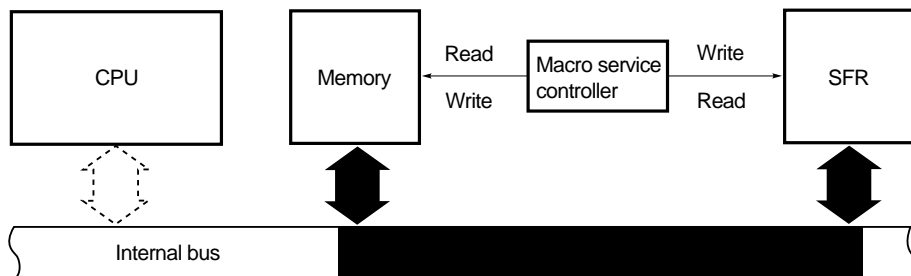 CPU
Memory
Read
Write
Macro service
controller
Write
Read
SFR
Internal bus